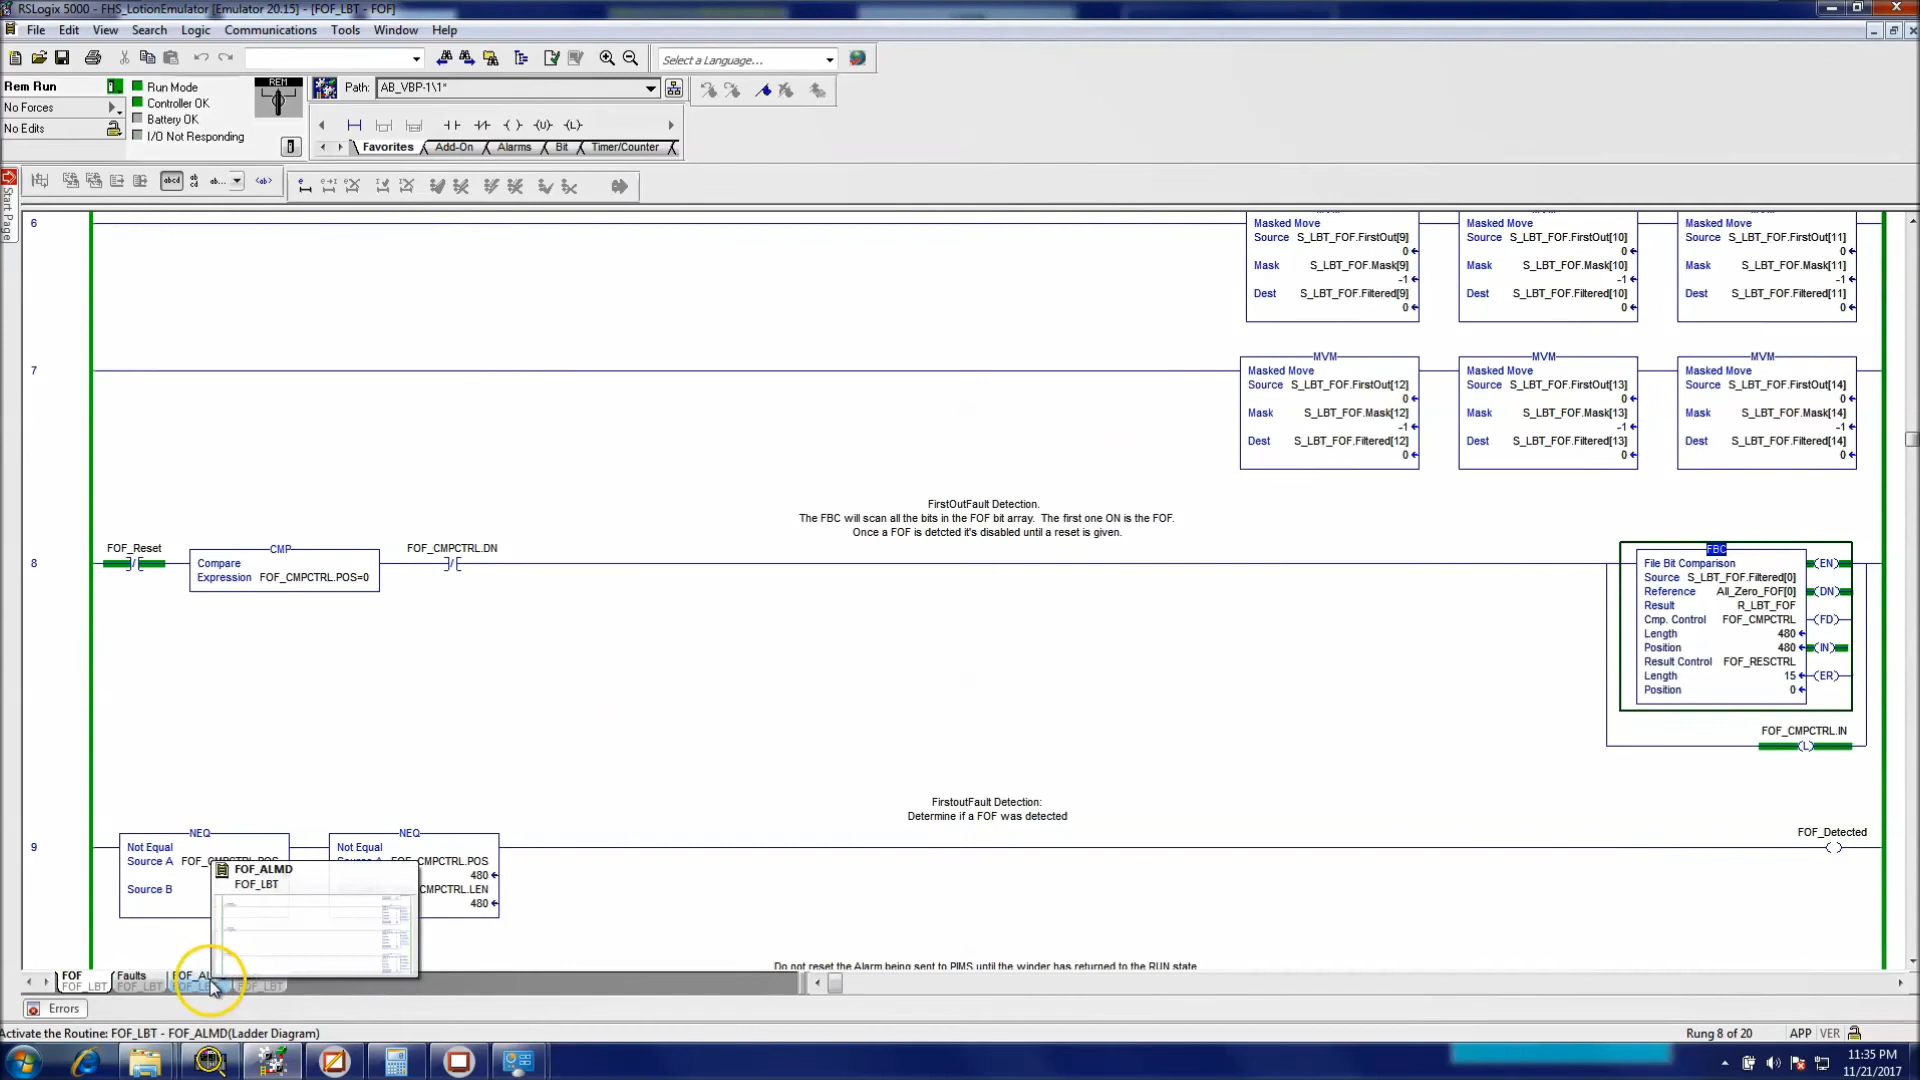 RSLogix 5000 - FHS_LotionEmulator [Emulator 20.15] - [FOF_LBT - FOF]
File Edit View Search Logic Communications Tools Window Help
Select a Language...
Rem Run
No Forces
No Edits
Run Mode
Controller OK
Battery OK
I/O Not Responding
REM
Path: AB_VBP-1\1*
Favorites Add-On Alarms Bit Timer/Counter
Start Page
6
Masked Move
Source S_LBT_FOF.FirstOut[9]
0
Mask S_LBT_FOF.Mask[9]
-1
Dest S_LBT_FOF.Filtered[9]
0
Masked Move
Source S_LBT_FOF.FirstOut[10]
0
Mask S_LBT_FOF.Mask[10]
-1
Dest S_LBT_FOF.Filtered[10]
0
Masked Move
Source S_LBT_FOF.FirstOut[11]
0
Mask S_LBT_FOF.Mask[11]
-1
Dest S_LBT_FOF.Filtered[11]
0
7
MVM
Masked Move
Source S_LBT_FOF.FirstOut[12]
0
Mask S_LBT_FOF.Mask[12]
-1
Dest S_LBT_FOF.Filtered[12]
0
MVM
Masked Move
Source S_LBT_FOF.FirstOut[13]
0
Mask S_LBT_FOF.Mask[13]
-1
Dest S_LBT_FOF.Filtered[13]
0
MVM
Masked Move
Source S_LBT_FOF.FirstOut[14]
0
Mask S_LBT_FOF.Mask[14]
-1
Dest S_LBT_FOF.Filtered[14]
0
FirstOutFault Detection.
The FBC will scan all the bits in the FOF bit array. The first one ON is the FOF.
Once a FOF is detcted it's disabled until a reset is given.
8
FOF_Reset
CMP
Compare
Expression FOF_CMPCTRL.POS=0
FOF_CMPCTRL.DN
FBC
File Bit Comparison
Source S_LBT_FOF.Filtered[0]
Reference All_Zero_FOF[0]
Result R_LBT_FOF
Cmp. Control FOF_CMPCTRL
Length 480
Position 480
Result Control FOF_RESCTRL
Length 15
Position 0
EN
DN
FD
IN
ER
FOF_CMPCTRL.IN
L
FirstoutFault Detection:
Determine if a FOF was detected
9
NEQ
Not Equal
Source A FOF_CMPCTRL.POS
Source B
NEQ
Not Equal
CMPCTRL.POS
480
CMPCTRL.LEN
480
FOF_Detected
FOF_ALMD
FOF_LBT
Do not reset the Alarm being sent to PIMS until the winder has returned to the RUN state
FOF
FOF_LBT
Faults
FOF_LBT
FOF_LBT
Errors
Activate the Routine: FOF_LBT - FOF_ALMD(Ladder Diagram)
Rung 8 of 20 APP VER
11:35 PM
11/21/2017